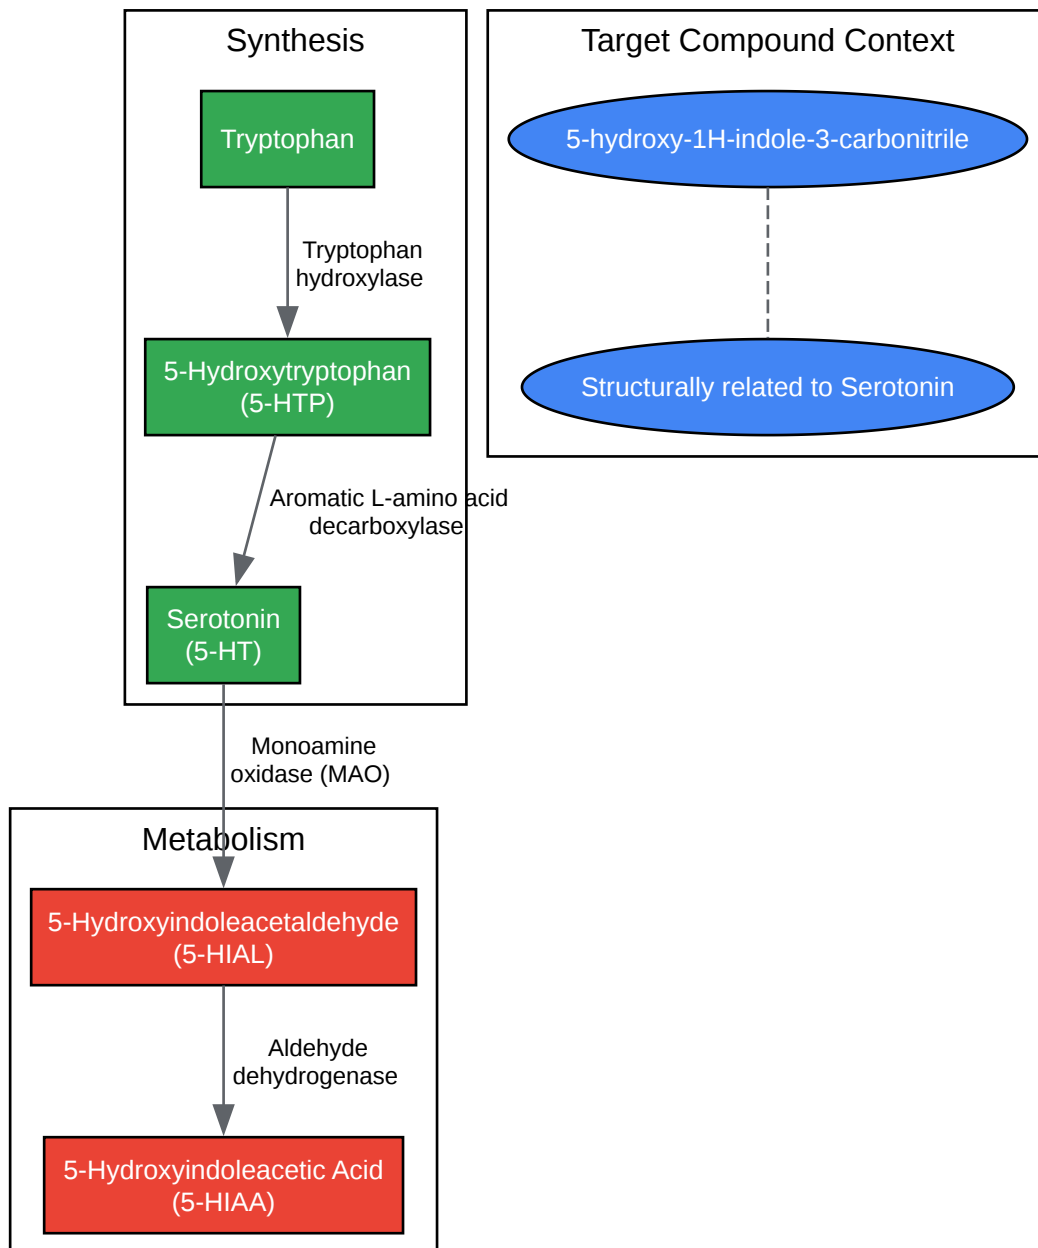 Synthesis
Tryptophan
Tryptophan
hydroxylase
5-Hydroxytryptophan
(5-HTP)
Aromatic L-amino acid
decarboxylase
Serotonin
(5-HT)
Monoamine
oxidase (MAO)
Metabolism
5-Hydroxyindoleacetaldehyde
(5-HIAL)
Aldehyde
dehydrogenase
5-Hydroxyindoleacetic Acid
(5-HIAA)
Target Compound Context
5-hydroxy-1H-indole-3-carbonitrile
Structurally related to Serotonin